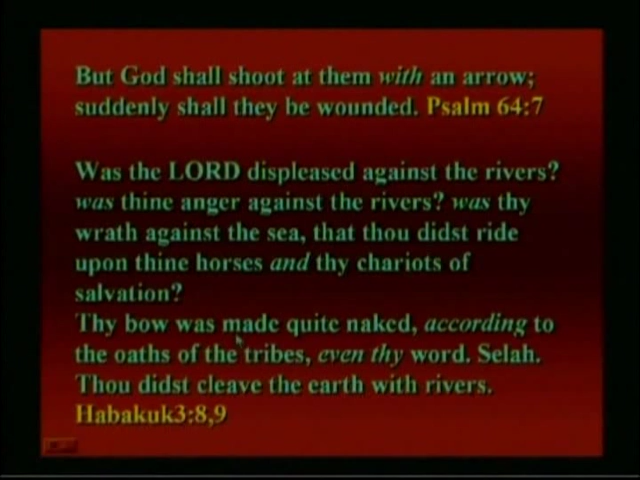 But God shall shoot at them with an arrow;
suddenly shall they be wounded. Psalm 64:7
Was the LORD displeased against the rivers?
was thine anger against the rivers? was thy
wrath against the sea, that thou didst ride
upon thine horses and thy chariots of
salvation?
Thy bow was made quite naked, according to
the oaths of the tribes, even thy word. Selah.
Thou didst cleave the earth with rivers.
Habakuk3:8,9